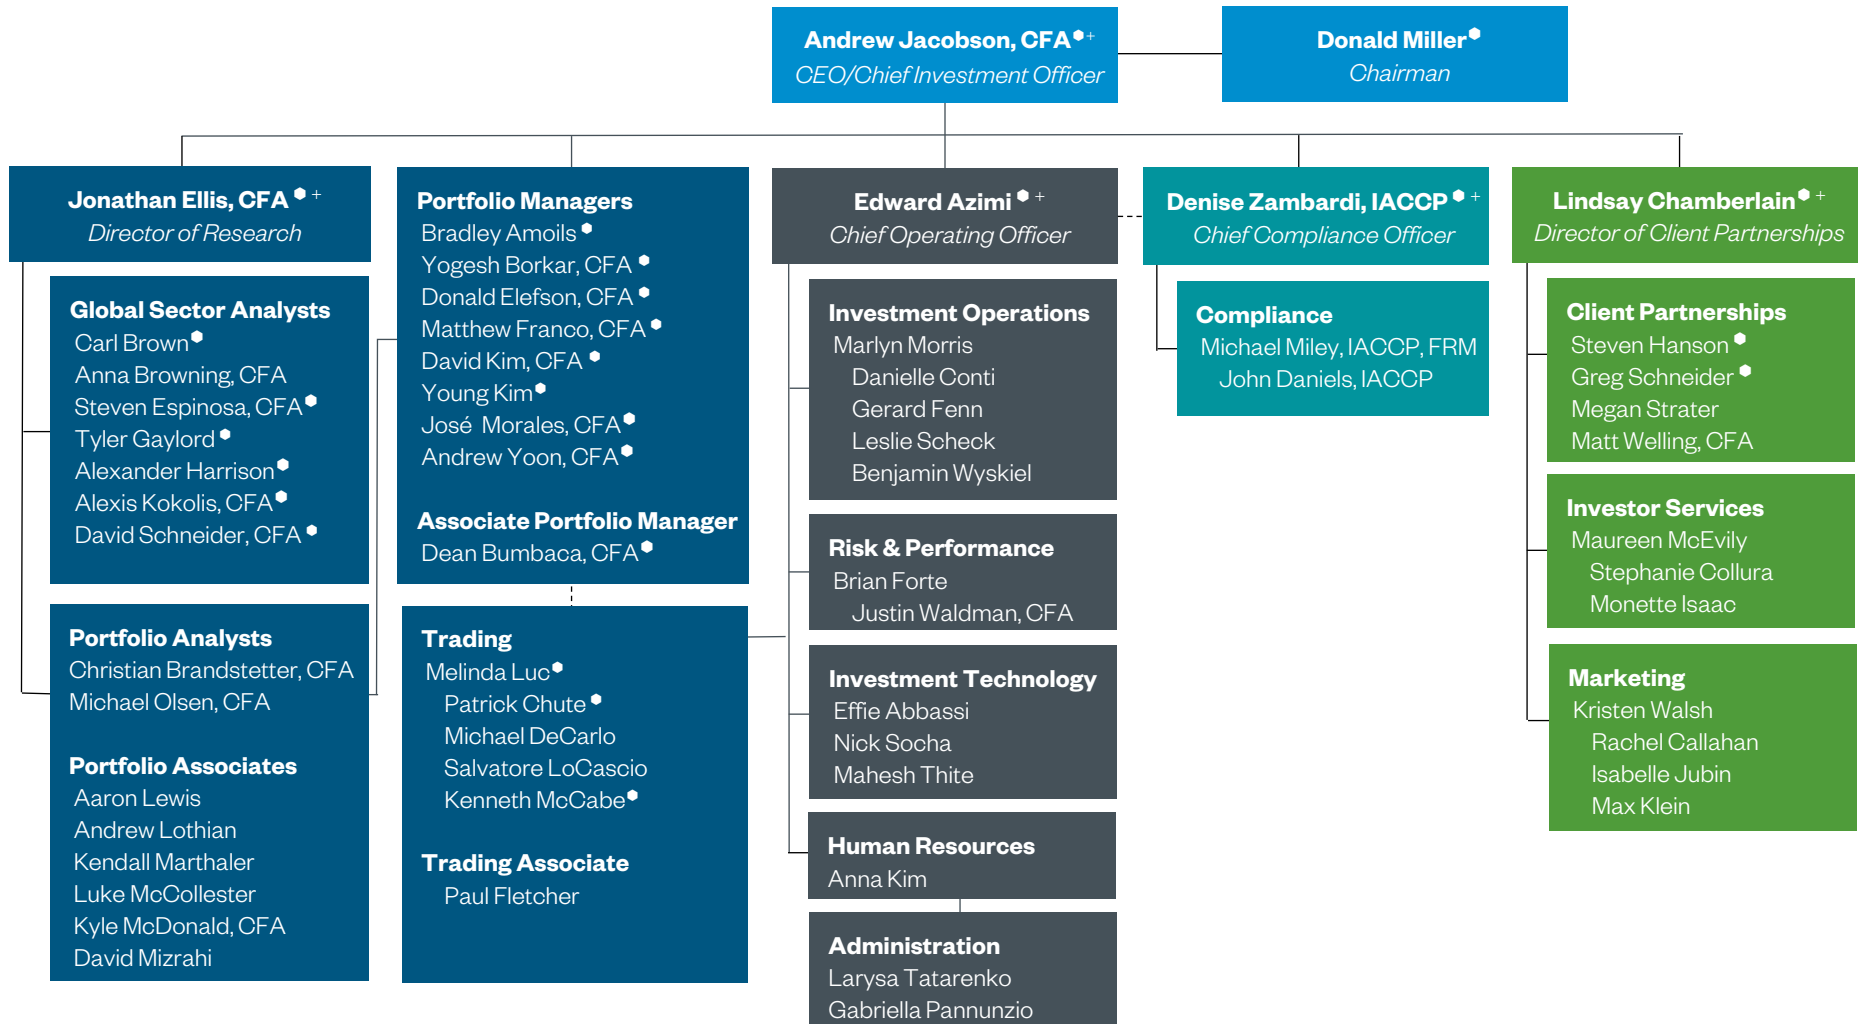 Andrew Jacobson, CFA⬢+
CEO/Chief Investment Officer
Donald Miller⬢
Chairman
Jonathan Ellis, CFA ⬢ +
Director of Research
Global Sector Analysts
Carl Brown⬢
Anna Browning, CFA
Steven Espinosa, CFA⬢
Tyler Gaylord ⬢
Alexander Harrison⬢
Alexis Kokolis, CFA⬢
David Schneider, CFA ⬢
Portfolio Analysts
Christian Brandstetter, CFA
Michael Olsen, CFA
Portfolio Associates
Aaron Lewis
Andrew Lothian
Kendall Marthaler
Luke McCollester
Kyle McDonald, CFA
David Mizrahi
Portfolio Managers
Bradley Amoils ⬢
Yogesh Borkar, CFA ⬢
Donald Elefson, CFA ⬢
Matthew Franco, CFA ⬢
David Kim, CFA ⬢
Young Kim⬢
José Morales, CFA⬢
Andrew Yoon, CFA⬢
Associate Portfolio Manager
Dean Bumbaca, CFA⬢
Trading
Melinda Luc⬢
Patrick Chute ⬢
Michael DeCarlo
Salvatore LoCascio
Kenneth McCabe⬢
Trading Associate
Paul Fletcher
Edward Azimi ⬢ +
Chief Operating Officer
Investment Operations
Marlyn Morris
Danielle Conti
Gerard Fenn
Leslie Scheck
Benjamin Wyskiel
Risk & Performance
Brian Forte
Justin Waldman, CFA
Investment Technology
Effie Abbassi
Nick Socha
Mahesh Thite
Human Resources
Anna Kim
Administration
Larysa Tatarenko
Gabriella Pannunzio
Denise Zambardi, IACCP ⬢ +
Chief Compliance Officer
Compliance
Michael Miley, IACCP, FRM
John Daniels, IACCP
Lindsay Chamberlain⬢ +
Director of Client Partnerships
Client Partnerships
Steven Hanson ⬢
Greg Schneider ⬢
Megan Strater
Matt Welling, CFA
Investor Services
Maureen McEvily
Stephanie Collura
Monette Isaac
Marketing
Kristen Walsh
Rachel Callahan
Isabelle Jubin
Max Klein